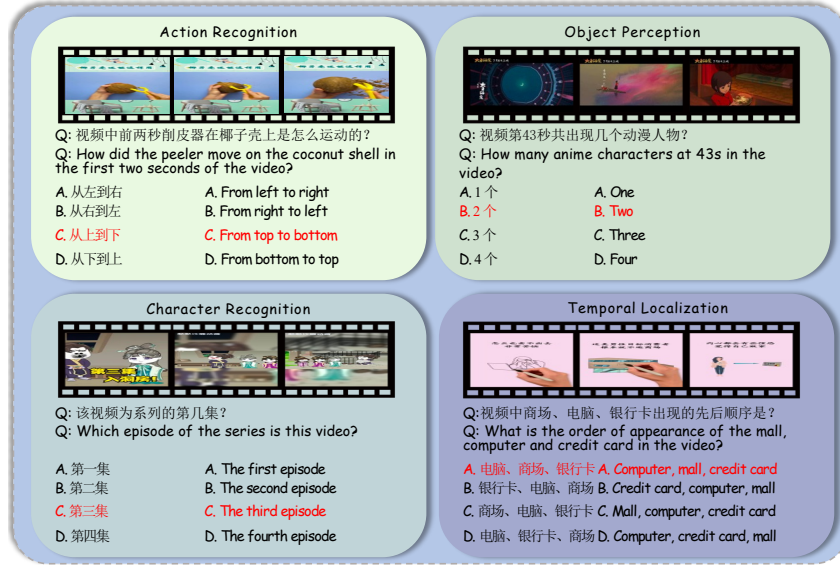 Action Recognition
Q: 视频中前两秒削皮器在椰子壳上是怎么运动的?
Q: How did the peeler move on the coconut shell in
the first two seconds of the video?
A. 从左到右 A. From left to right
B. 从右到左 B. From right to left
C. 从上到下 C. From top to bottom
D. 从下到上 D. From bottom to top
Object Perception
Q: 视频第43秒共出现几个动漫人物?
Q: How many anime characters at 43s in the
video?
A. 1 个 A. One
B. 2 个 B. Two
C. 3 个 C. Three
D. 4 个 D. Four
Character Recognition
第三集
入洞房!
Q: 该视频为系列的第几集?
Q: Which episode of the series is this video?
A. 第一集 A. The first episode
B. 第二集 B. The second episode
C. 第三集 C. The third episode
D. 第四集 D. The fourth episode
Temporal Localization
Q:视频中商场、电脑、银行卡出现的先后顺序是?
Q: What is the order of appearance of the mall,
computer and credit card in the video?
A. 电脑、商场、银行卡 A. Computer, mall, credit card
B. 银行卡、电脑、商场 B. Credit card, computer, mall
C. 商场、电脑、银行卡 C. Mall, computer, credit card
D. 电脑、银行卡、商场 D. Computer, credit card, mall